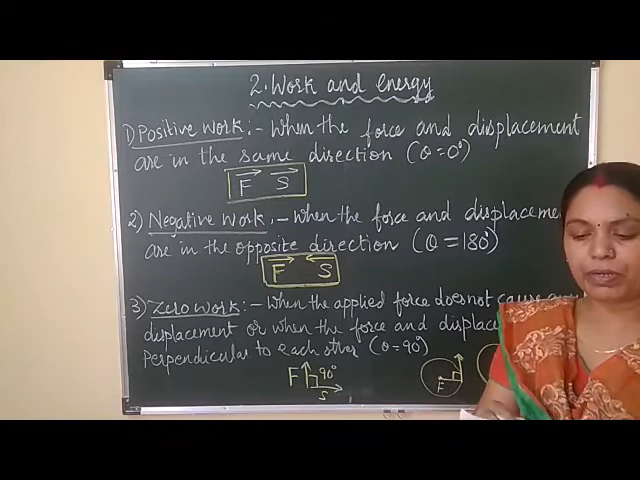 2. Work and energy
1) Positive work :- When the force and displacement
are in the same direction (θ=0°)
F S
2) Negative work :- When the force and displaceme
are in the opposite direction (θ = 180°)
F S
3) Zero work :- When the applied force does not cause
displacement or when the force and displace
perpendicular to each other (θ=90°)
F 90°
S
F